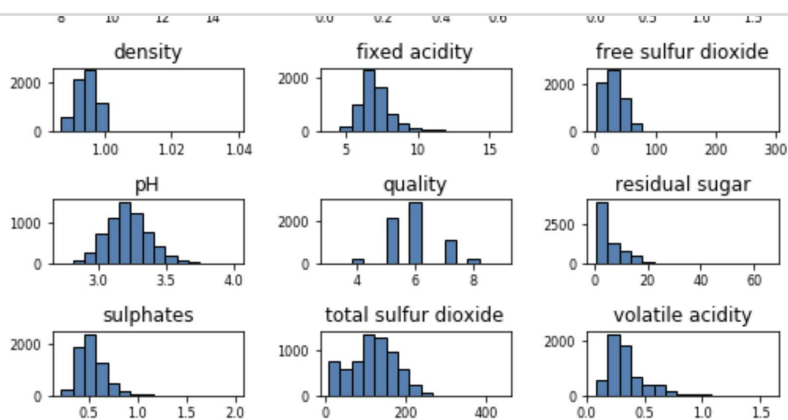 8 10 12 14 0.0 0.2 0.4 0.6 0.0 0.5 1.0 1.5
density fixed acidity free sulfur dioxide
2000 2000 2000
0 0 0
1.00 1.02 1.04 5 10 15 0 100 200 300
pH quality residual sugar
1000 2000 2500
0 0 0
3.0 3.5 4.0 4 6 8 0 20 40 60
sulphates total sulfur dioxide volatile acidity
2000 1000 2000
0 0 0
0.5 1.0 1.5 2.0 0 200 400 0.0 0.5 1.0 1.5